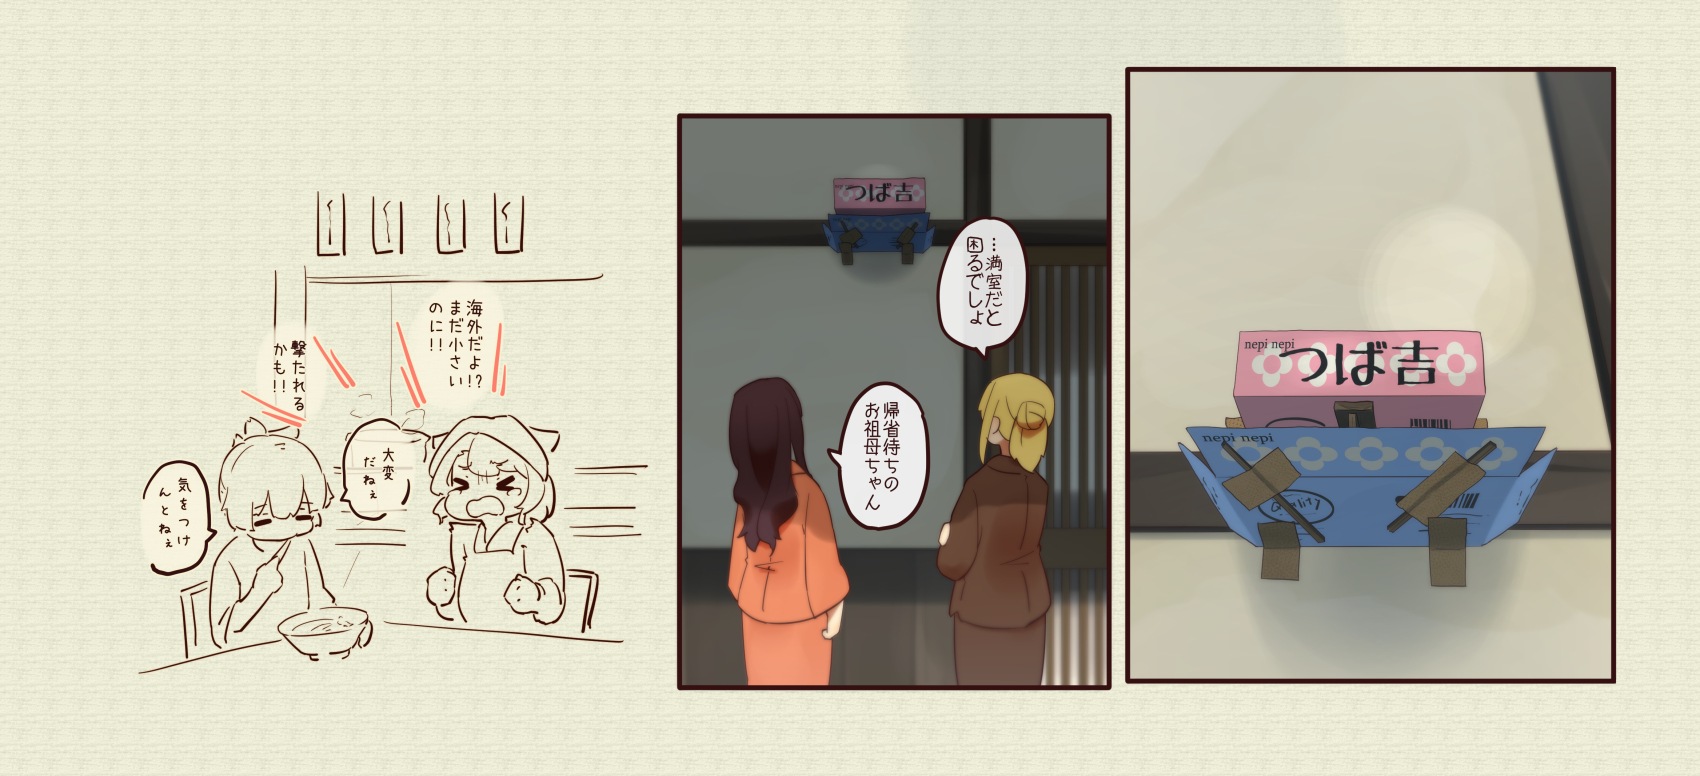 nepi nepi
つば吉
nepi nepi
Quality
つば吉
…満室だと
困るでしょ
帰省待ちの
お祖母ちゃん
海外だよ!?
まだ小さい
のに!!
撃たれる
かも!!
大変
だねぇ
気をつけ
んとねぇ